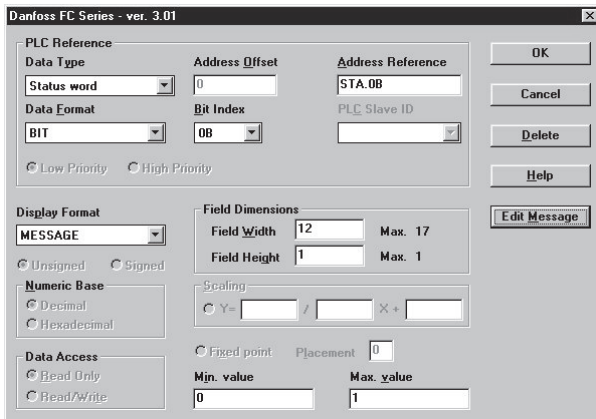 Danfoss FC Series - ver. 3.01
PLC Reference
Data Type Address Offset Address Reference
Status word 0 STA.0B
Data Format Bit Index PLC Slave ID
BIT 0B
Low Priority High Priority
OK
Cancel
Delete
Help
Edit Message
Display Format
MESSAGE
Unsigned Signed
Field Dimensions
Field Width 12 Max. 17
Field Height 1 Max. 1
Numeric Base
Decimal
Hexadecimal
Scaling
Y= / X +
Data Access
Read Only
Read/Write
Fixed point Placement 0
Min. value Max. value
0 1